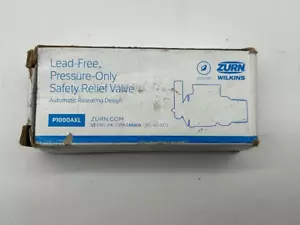 Lead-Free,
Pressure-Only
Safety Relief Valve
Automatic Reseating Design
ZURN
WILKINS
P1000AXL
ZURN.COM